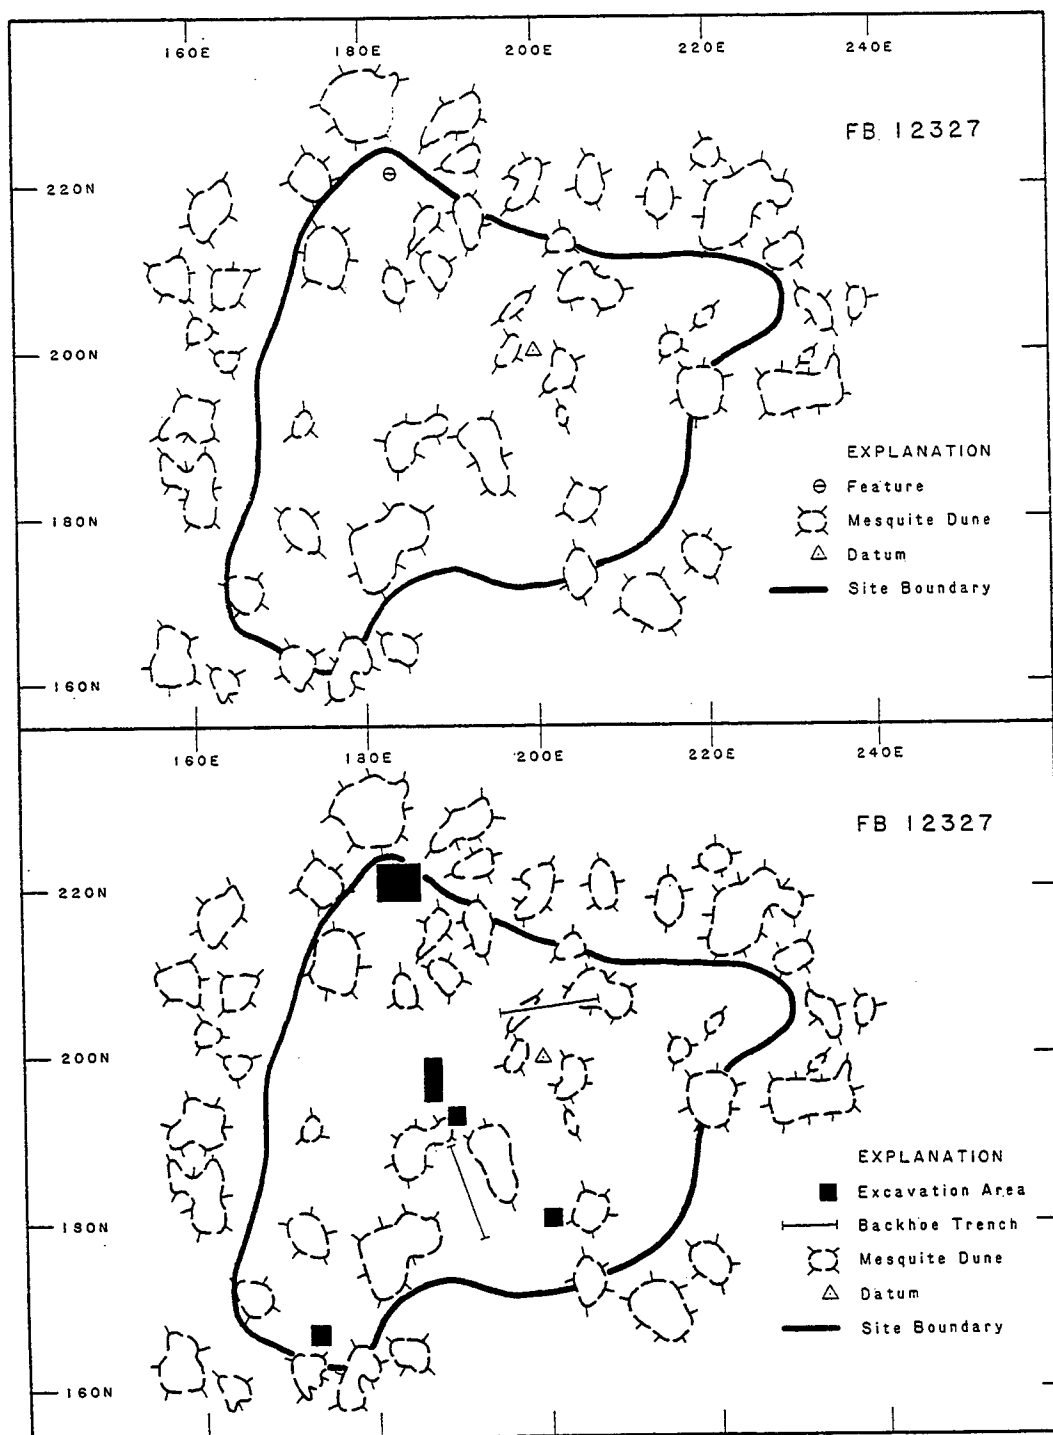 160E 180E 200E 220E 240E
FB 12327
220N
200N
EXPLANATION
Feature
180N
Mesquite Dune
Datum
Site Boundary
160N
160E 180E 200E 220E 240E
FB 12327
220N
200N
EXPLANATION
Excavation Area
180N
Backhoe Trench
Mesquite Dune
Datum
Site Boundary
160N